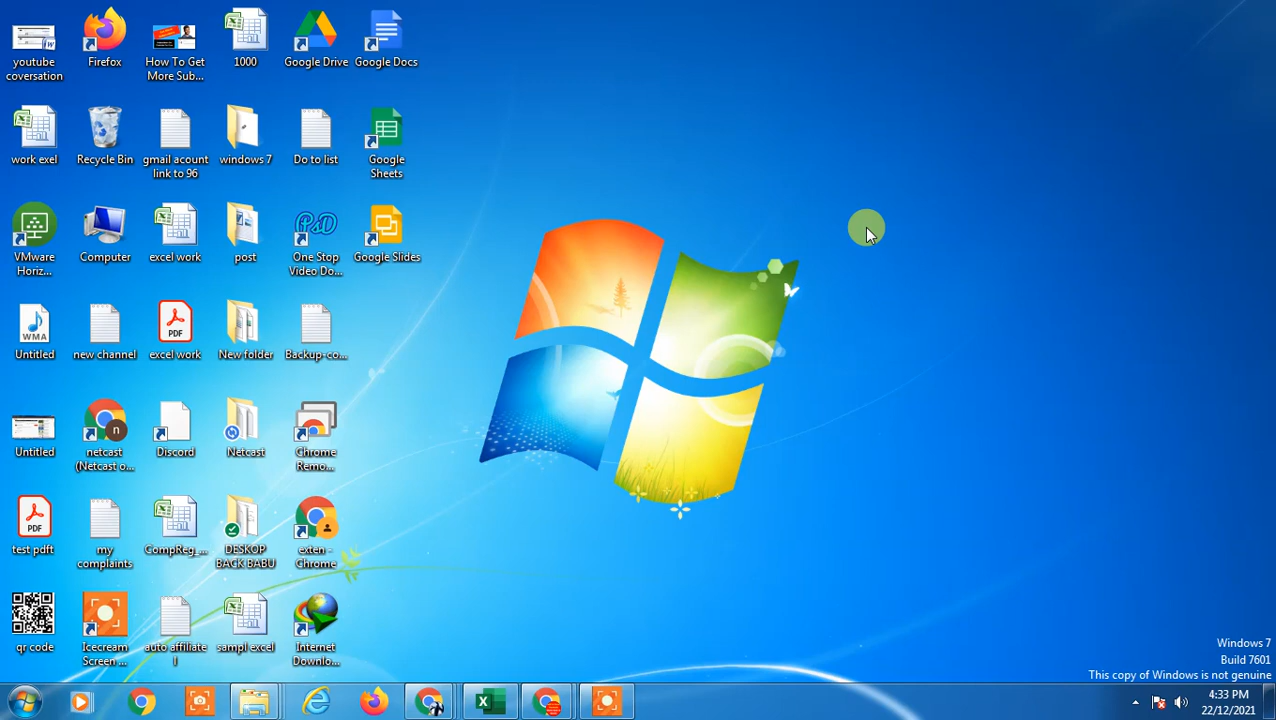 youtube
coversation
Firefox
How To Get
More Sub...
1000
Google Drive
Google Docs
work exel
Recycle Bin
gmail acount
link to 96
windows 7
Do to list
Google
Sheets
VMware
Horiz...
Computer
excel work
post
One Stop
Video Do...
Google Slides
WMA
Untitled
new channel
PDF
excel work
New folder
Backup-co...
Untitled
netcast
(Netcast o...
Discord
Netcast
Chrome
Remo...
PDF
test pdft
my
complaints
CompReg_...
DESKOP
BACK BABU
exten -
Chrome
qr code
Icecream
Screen ...
auto affiliate
l
sampl excel
Internet
Downlo...
Windows 7
Build 7601
This copy of Windows is not genuine
4:33 PM
22/12/2021